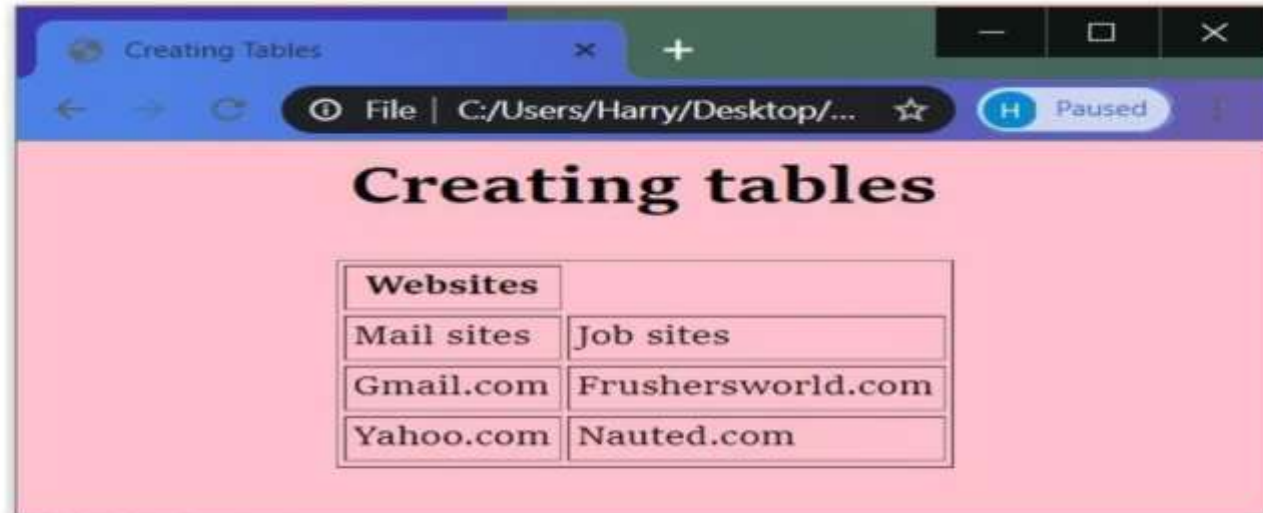 Creating Tables
File | C:/Users/Harry/Desktop/... H Paused
Creating tables
Websites
Mail sites Job sites
Gmail.com Frushersworld.com
Yahoo.com Nauted.com